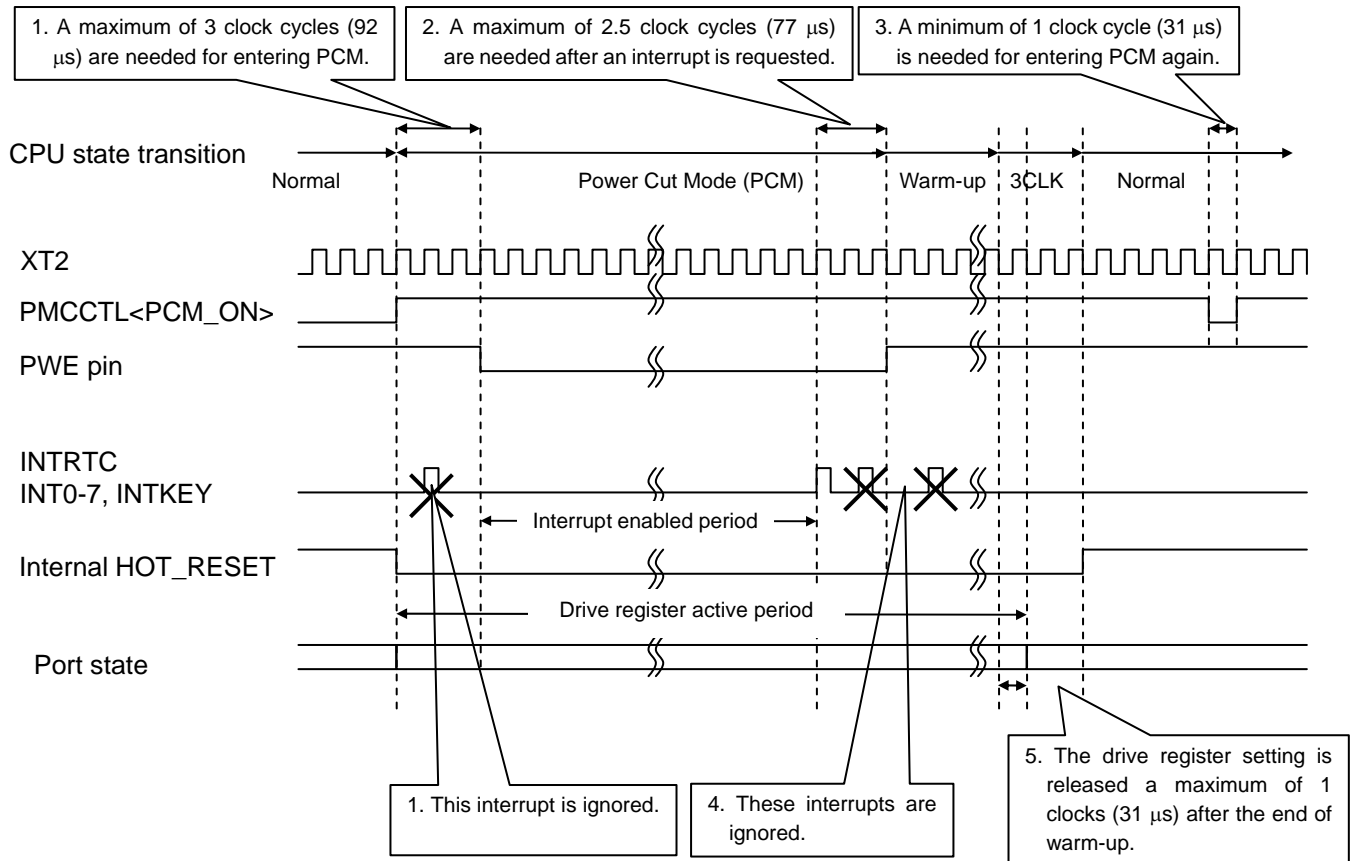 1. A maximum of 3 clock cycles (92
μs) are needed for entering PCM.
2. A maximum of 2.5 clock cycles (77 μs)
are needed after an interrupt is requested.
3. A minimum of 1 clock cycle (31 μs)
is needed for entering PCM again.
CPU state transition
Normal
Power Cut Mode (PCM)
Warm-up
3CLK
Normal
XT2
PMCCTL<PCM_ON>
PWE pin
INTRTC
INT0-7, INTKEY
Interrupt enabled period
Internal HOT_RESET
Drive register active period
Port state
1. This interrupt is ignored.
4. These interrupts are
ignored.
5. The drive register setting is
released a maximum of 1
clocks (31 μs) after the end of
warm-up.